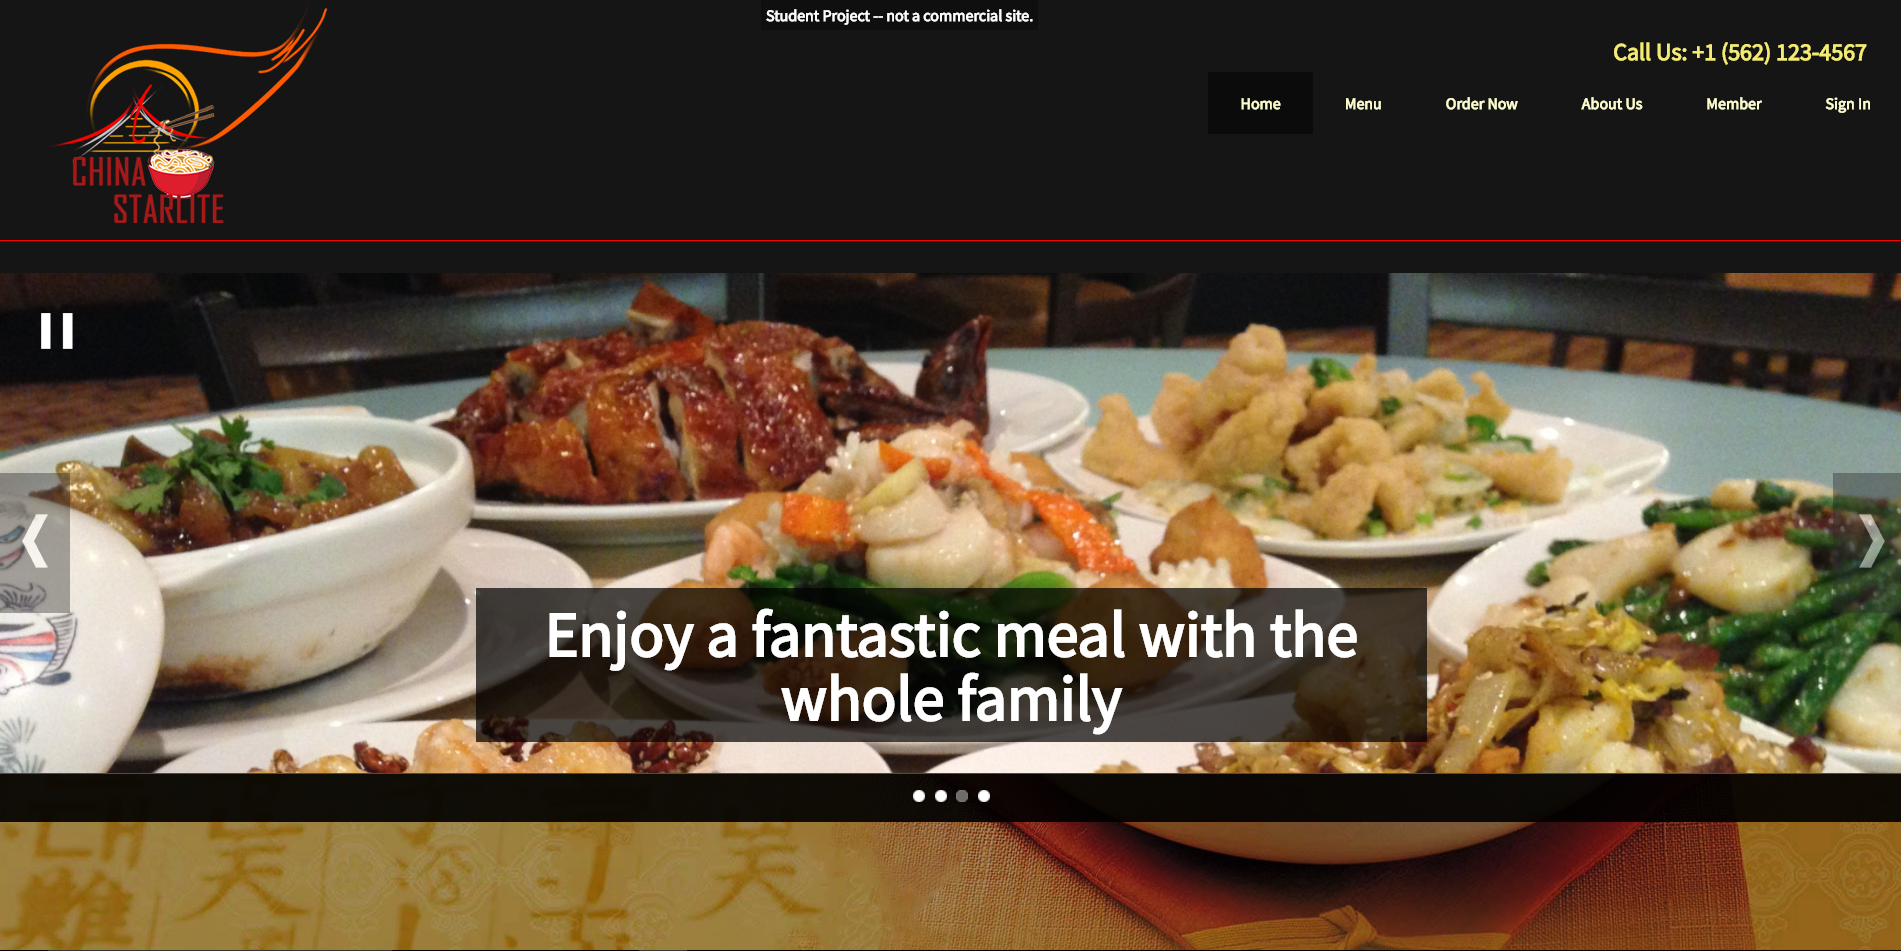 Student Project -- not a commercial site.
Call Us: +1 (562) 123-4567
Home Menu Order Now About Us Member Sign In
CHINA
STARLITE
Enjoy a fantastic meal with the
whole family